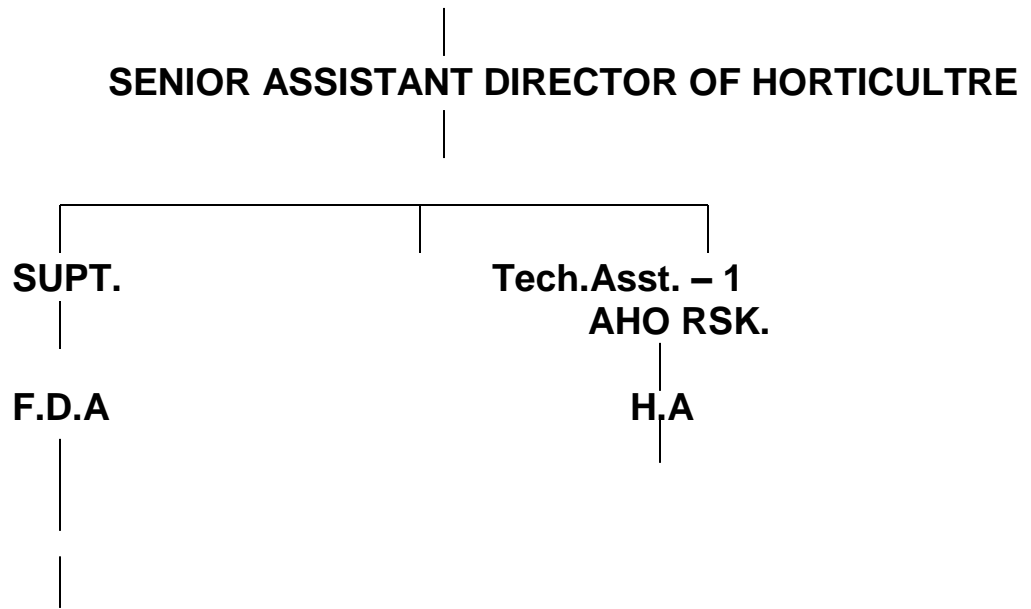 SENIOR ASSISTANT DIRECTOR OF HORTICULTRE
SUPT.
Tech.Asst. – 1
AHO RSK.
F.D.A
H.A